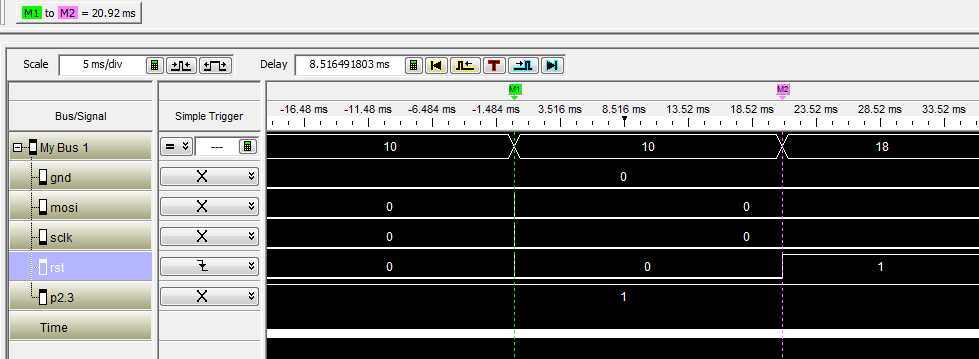 M1 to M2 = 20.92 ms
Scale 5 ms/div Delay 8.516491803 ms T
M1 M2
Bus/Signal Simple Trigger -16.48 ms -11.48 ms -6.484 ms -1.484 ms 3.516 ms 8.516 ms 13.52 ms 18.52 ms 23.52 ms 28.52 ms 33.52 ms
My Bus 1 = --- 10 10 18
gnd X 0
mosi X 0 0
sclk X 0 0
rst 0 0 1
p2.3 X 1
Time